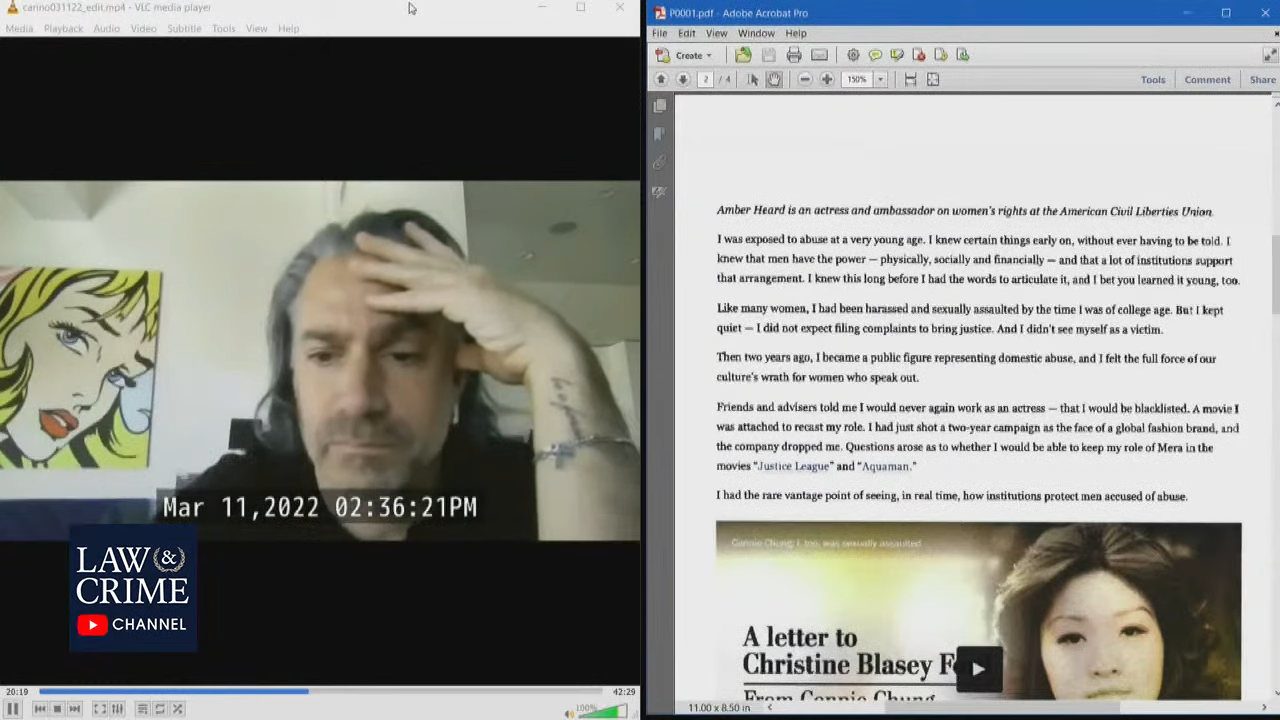 carino031122_edit.mp4 - VLC media player
Media Playback Audio Video Subtitle Tools View Help
Mar 11,2022 02:36:21PM
LAW &
CRIME
CHANNEL
20:19
42:29
100%
P0001.pdf - Adobe Acrobat Pro
File Edit View Window Help
Create
2 / 4
150%
Tools Comment Share
Amber Heard is an actress and ambassador on women's rights at the American Civil Liberties Union.
I was exposed to abuse at a very young age. I knew certain things early on, without ever having to be told. I
knew that men have the power — physically, socially and financially — and that a lot of institutions support
that arrangement. I knew this long before I had the words to articulate it, and I bet you learned it young, too.
Like many women, I had been harassed and sexually assaulted by the time I was of college age. But I kept
quiet — I did not expect filing complaints to bring justice. And I didn't see myself as a victim.
Then two years ago, I became a public figure representing domestic abuse, and I felt the full force of our
culture's wrath for women who speak out.
Friends and advisers told me I would never again work as an actress — that I would be blacklisted. A movie I
was attached to recast my role. I had just shot a two-year campaign as the face of a global fashion brand, and
the company dropped me. Questions arose as to whether I would be able to keep my role of Mera in the
movies "Justice League" and "Aquaman."
I had the rare vantage point of seeing, in real time, how institutions protect men accused of abuse.
Connie Chung: I, too, was sexually assaulted
A letter to
Christine Blasey F
From Connie Chung
11.00 x 8.50 in